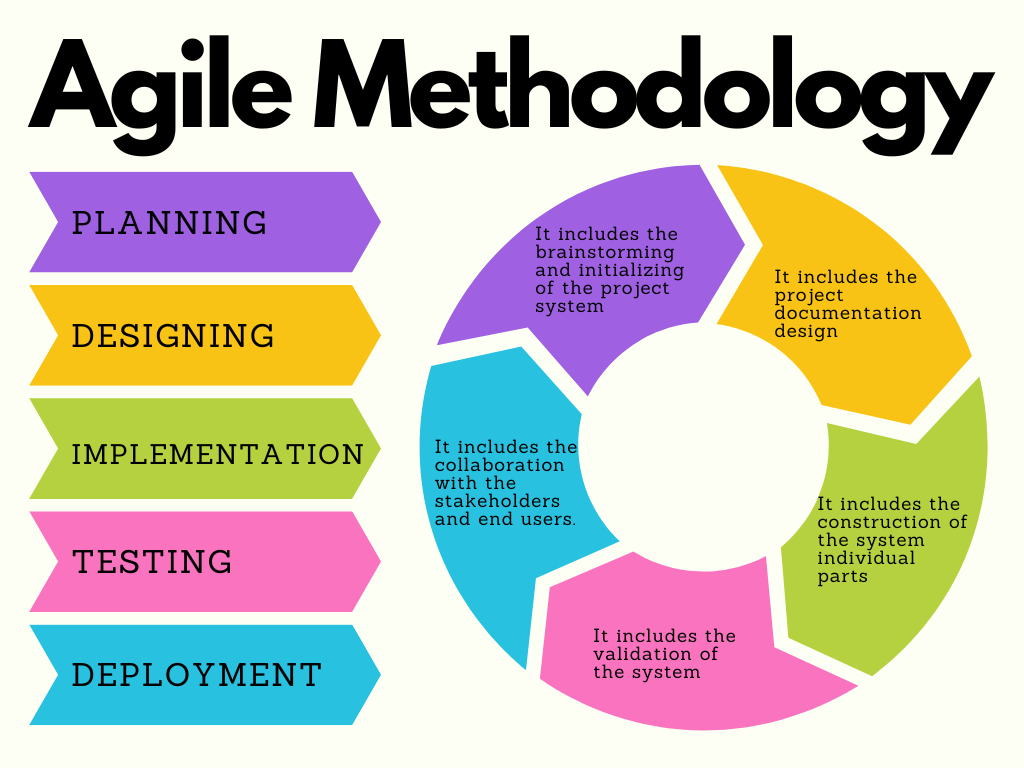 Agile Methodology
PLANNING
DESIGNING
IMPLEMENTATION
TESTING
DEPLOYMENT
It includes the
brainstorming
and initializing
of the project
system
It includes the
project
documentation
design
It includes the
construction of
the system
individual
parts
It includes the
validation of
the system
It includes the
collaboration
with the
stakeholders
and end users.